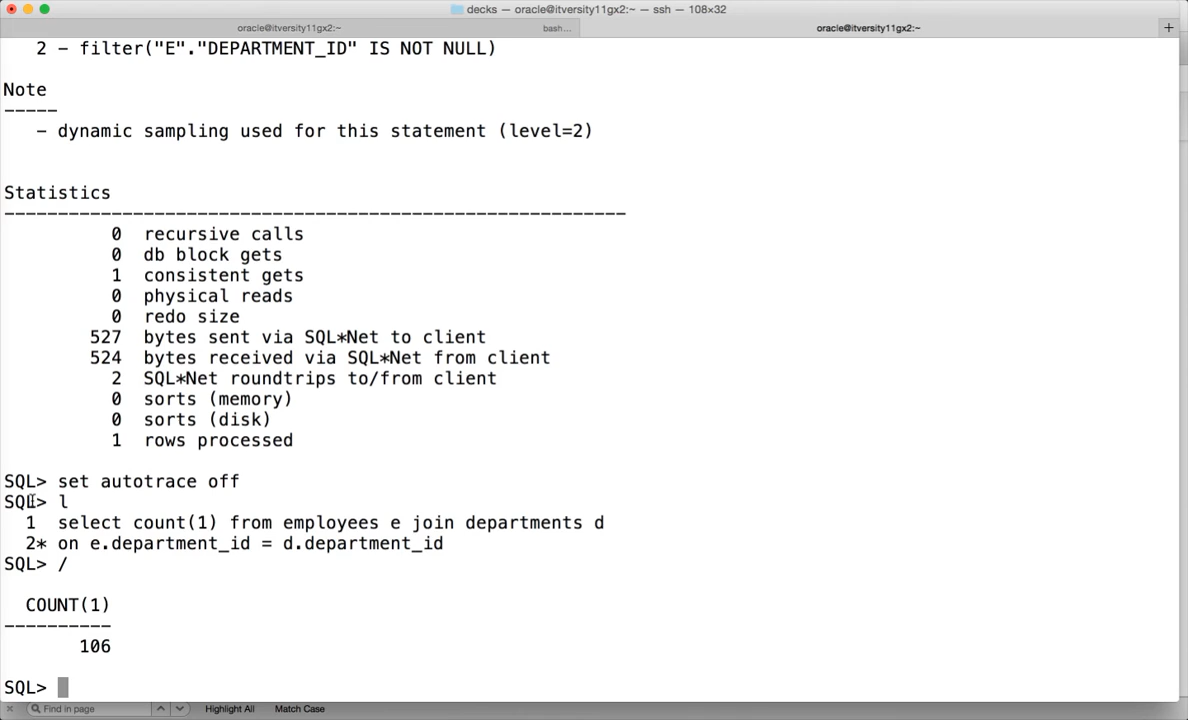 decks — oracle@itversity11gx2:~ — ssh — 108×32
oracle@itversity11gx2:~
bash...
oracle@itversity11gx2:~
+
2 - filter("E"."DEPARTMENT_ID" IS NOT NULL)
Note
-----
- dynamic sampling used for this statement (level=2)
Statistics
----------------------------------------------------------
0 recursive calls
0 db block gets
1 consistent gets
0 physical reads
0 redo size
527 bytes sent via SQL*Net to client
524 bytes received via SQL*Net from client
2 SQL*Net roundtrips to/from client
0 sorts (memory)
0 sorts (disk)
1 rows processed
SQL> set autotrace off
SQL> l
1 select count(1) from employees e join departments d
2* on e.department_id = d.department_id
SQL> /
COUNT(1)
----------
106
SQL>
Find in page
Highlight All
Match Case